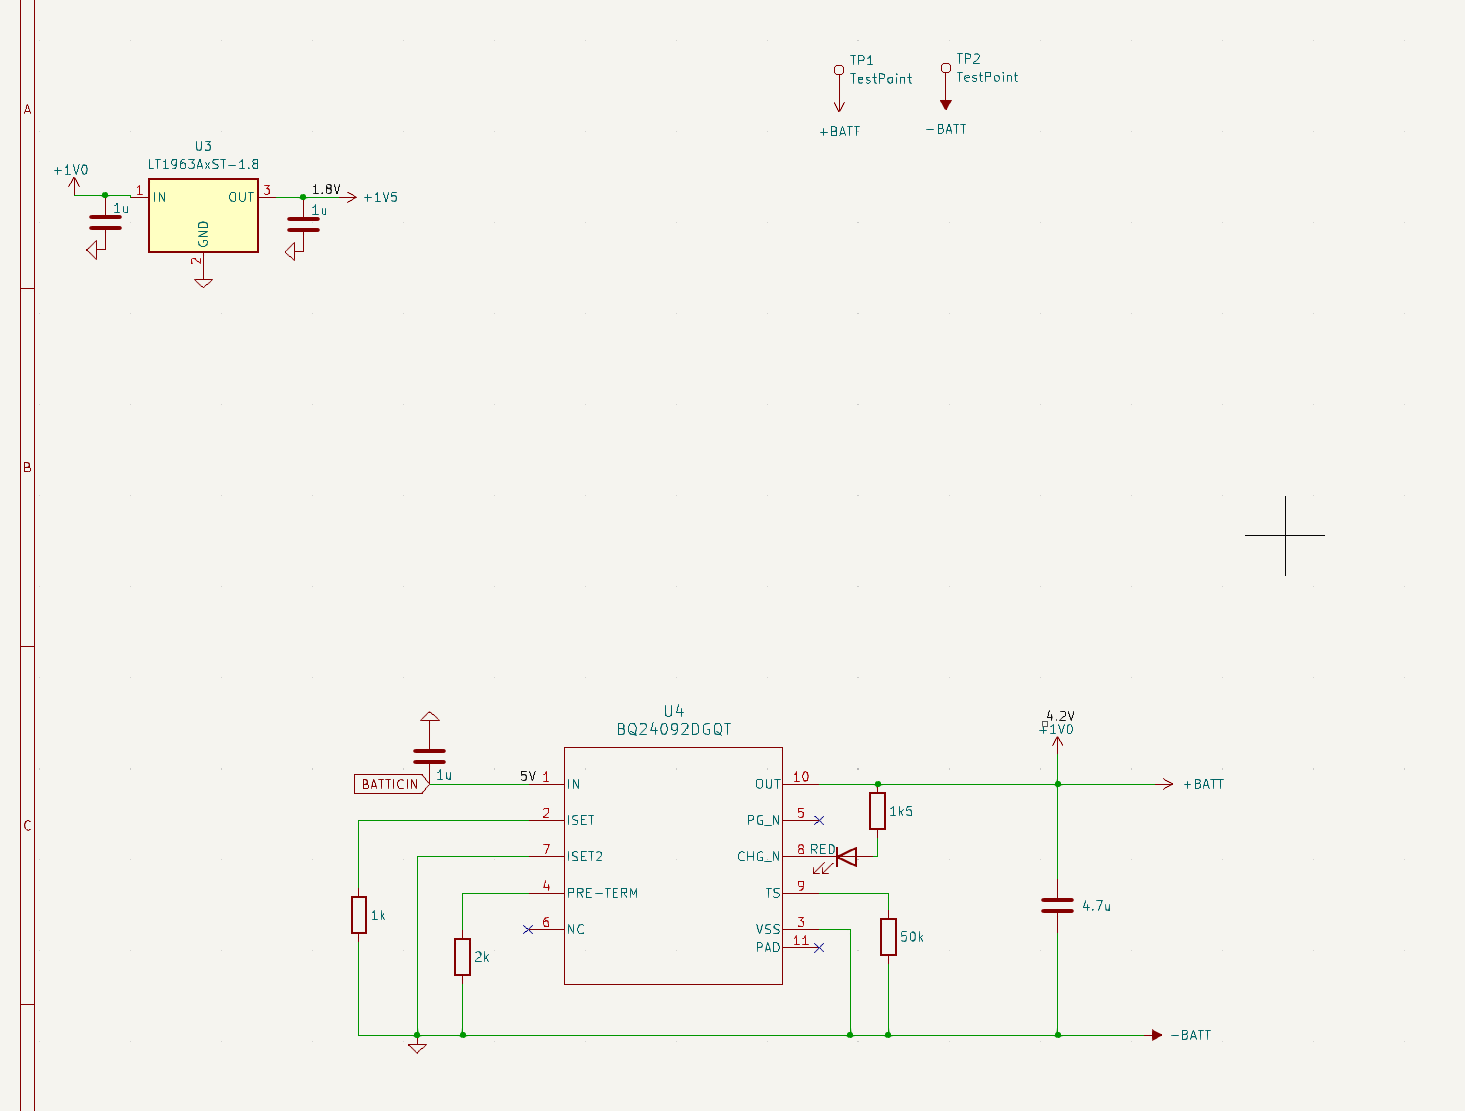 A
B
C
TP1
TestPoint
+BATT
TP2
TestPoint
-BATT
U3
LT1963AxST-1.8
+1V0
1
IN
OUT
3
1.8V
+1V5
1u
1u
GND
2
U4
BQ24092DGQT
4.2V
+1V0
BATTICIN
1u
5V
1
IN
OUT
10
+BATT
2
ISET
PG_N
5
1k5
7
ISET2
CHG_N
8
RED
4
PRE-TERM
TS
9
4.7u
1k
6
NC
VSS
3
50k
PAD
11
2k
-BATT